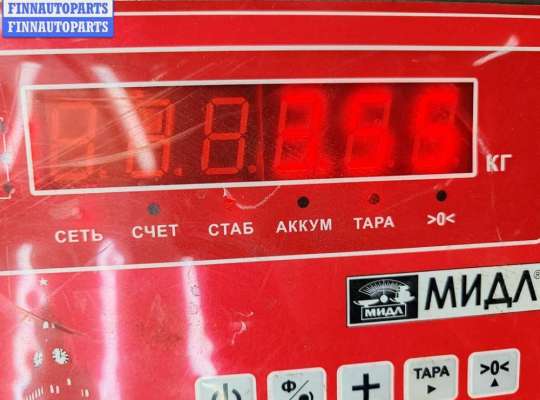 FINNAUTOPARTS
FINNAUTOPARTS
КГ
СЕТЬ СЧЕТ СТАБ АККУМ ТАРА >0<
МИДЛ МИДЛ®
Ф ТАРА >0<
+